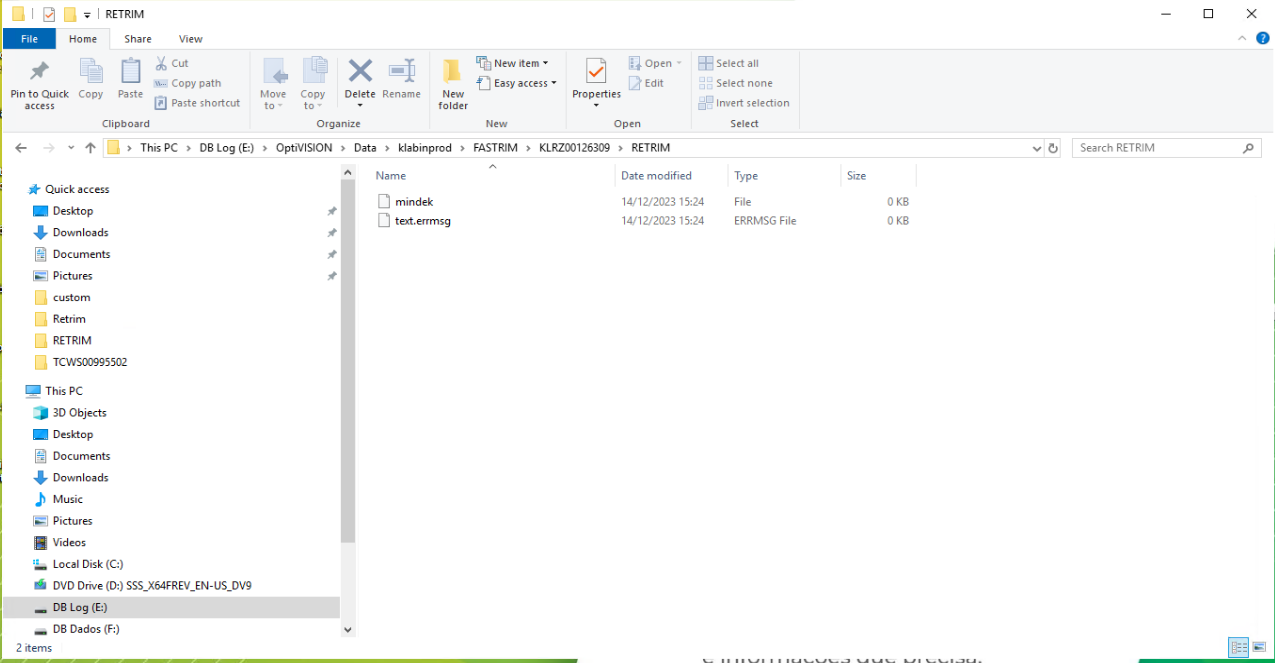 RETRIM
File Home Share View
Pin to Quick access
Copy
Paste
Cut
Copy path
Paste shortcut
Clipboard
Move to
Copy to
Delete
Rename
Organize
New folder
New item
Easy access
New
Properties
Open
Edit
Open
Select all
Select none
Invert selection
Select
This PC > DB Log (E:) > OptiVISION > Data > klabinprod > FASTRIM > KLRZ00126309 > RETRIM
Search RETRIM
Quick access
Desktop
Downloads
Documents
Pictures
custom
Retrim
RETRIM
TCWS00995502
This PC
3D Objects
Desktop
Documents
Downloads
Music
Pictures
Videos
Local Disk (C:)
DVD Drive (D:) SSS_X64FREV_EN-US_DV9
DB Log (E:)
DB Dados (F:)
Name Date modified Type Size
mindek 14/12/2023 15:24 File 0 KB
text.errmsg 14/12/2023 15:24 ERRMSG File 0 KB
2 items
e informações que precisa.